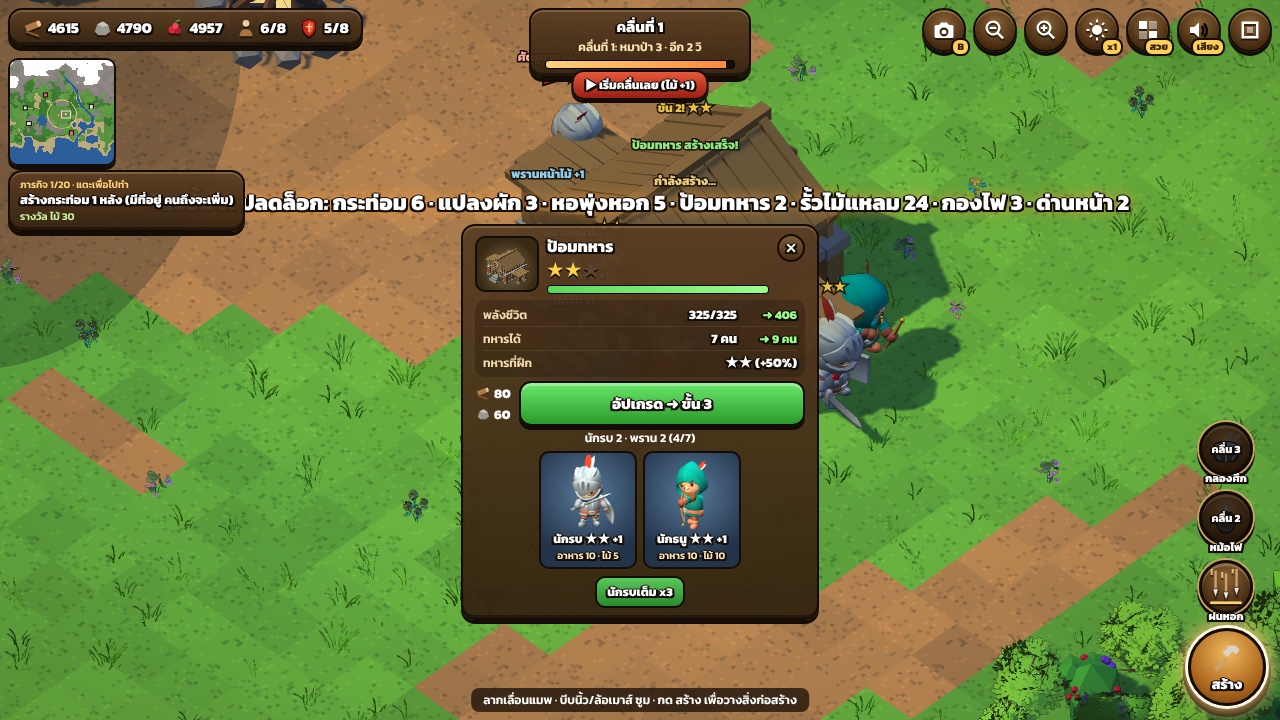 4615 4790 4957 6/8 5/8
คลื่นที่ 1
คลื่นที่ 1: หมาป่า 3 · อีก 2 วิ
▶ เริ่มคลื่นเลย (ไม้ +1)
B
x1
สวย
เสียง
ขั้น 2! ★★
ป้อมทหาร สร้างเสร็จ!
พรานหน้าไม้ +1
กำลังสร้าง...
ภารกิจ 1/20 · แตะเพื่อไปทำ
สร้างกระท่อม 1 หลัง (มีที่อยู่ คนถึงจะเพิ่ม)
รางวัล ไม้ 30
ปลดล็อก: กระท่อม 6 · แปลงผัก 3 · หอพุ่งหอก 5 · ป้อมทหาร 2 · รั้วไม้แหลม 24 · กองไฟ 3 · ด่านหน้า 2
ป้อมทหาร
★★
พลังชีวิต 325/325 → 406
ทหารได้ 7 คน → 9 คน
ทหารที่ฝึก ★★ (+50%)
80
60
อัปเกรด → ขั้น 3
นักรบ 2 · พราน 2 (4/7)
นักรบ ★★ +1
อาหาร 10 · ไม้ 5
นักธนู ★★ +1
อาหาร 10 · ไม้ 10
นักรบเต็ม x3
คลื่น 3
กลองศึก
คลื่น 2
หม้อไฟ
ฝนหอก
สร้าง
ลากเลื่อนแมพ · บีบนิ้ว/ล้อเมาส์ ซูม · กด สร้าง เพื่อวางสิ่งก่อสร้าง